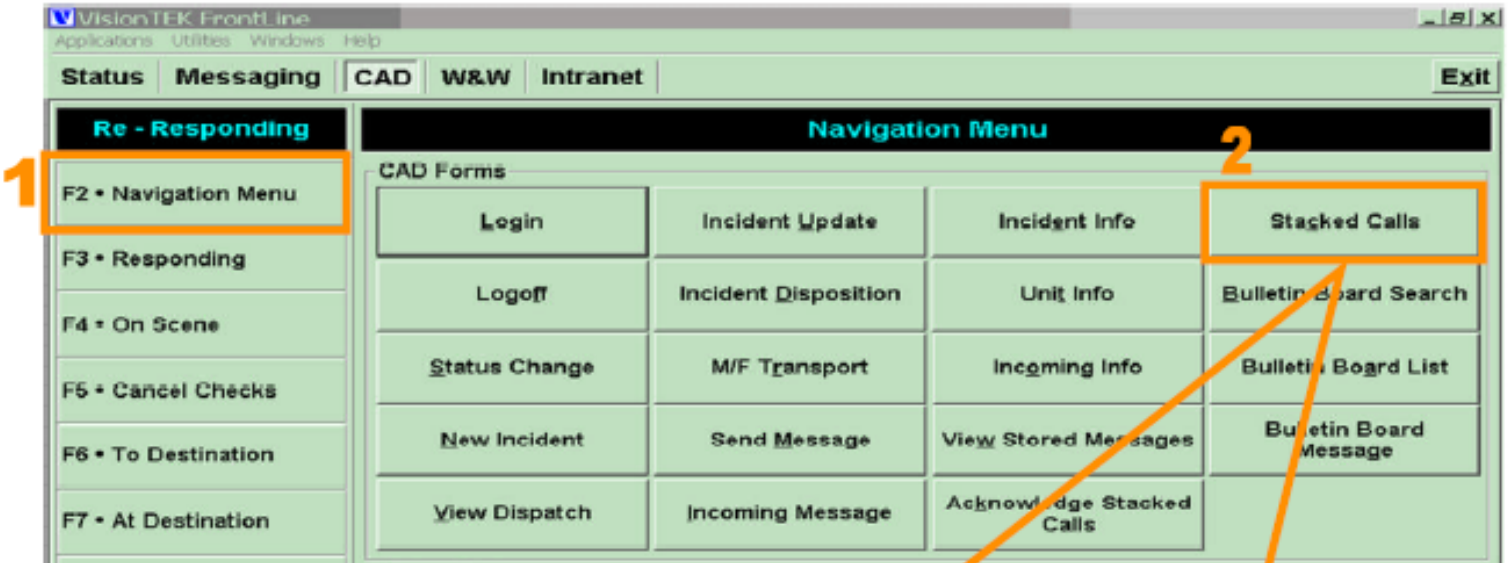 VisionTEK FrontLine
Applications Utilities Windows Help
Status Messaging CAD W&W Intranet Exit
Re - Responding
Navigation Menu
1
2
F2 • Navigation Menu
F3 • Responding
F4 • On Scene
F5 • Cancel Checks
F6 • To Destination
F7 • At Destination
CAD Forms
Login Incident Update Incident Info Stacked Calls
Logoff Incident Disposition Unit Info Bulletin Board Search
Status Change M/F Transport Incoming Info Bulletin Board List
New Incident Send Message View Stored Messages Bulletin Board
Message
View Dispatch Incoming Message Acknowledge Stacked
Calls